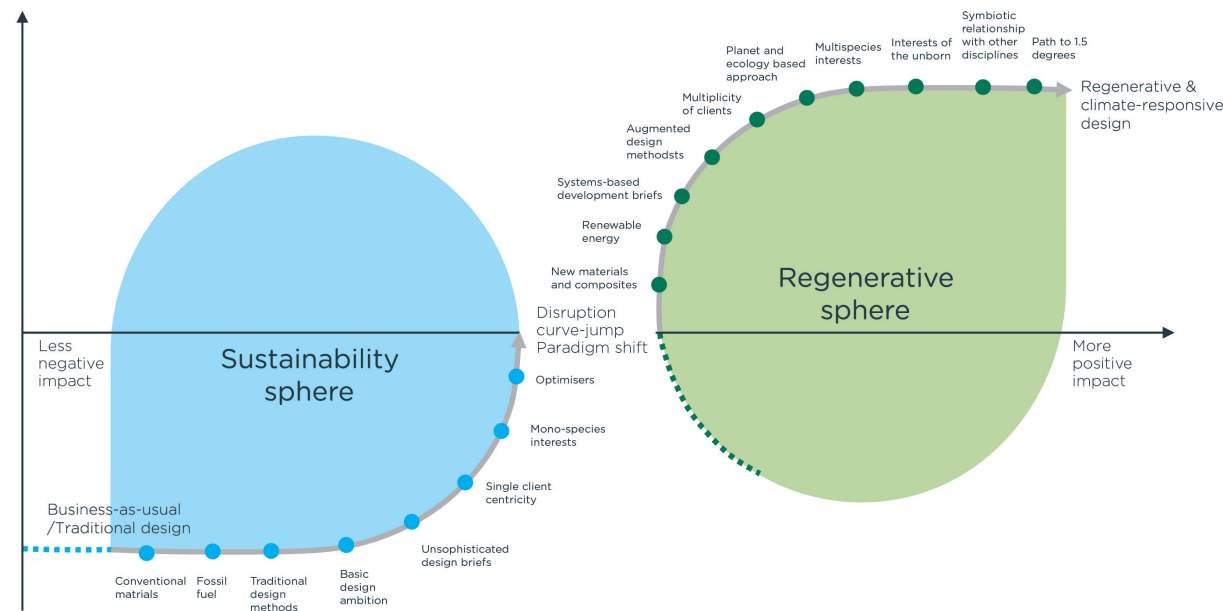 Symbiotic
relationship
with other
disciplines
Path to 1.5
degrees
Interests of
the unborn
Multispecies
interests
Planet and
ecology based
approach
Multiplicity
of clients
Augmented
design
methodsts
Systems-based
development briefs
Renewable
energy
New materials
and composites
Regenerative &
climate-responsive
design
Regenerative
sphere
More
positive
impact
Disruption
curve-jump
Paradigm shift
Less
negative
impact
Sustainability
sphere
Optimisers
Mono-species
interests
Single client
centricity
Unsophisticated
design briefs
Business-as-usual
/Traditional design
Conventional
matrials
Fossil
fuel
Traditional
design
methods
Basic
design
ambition